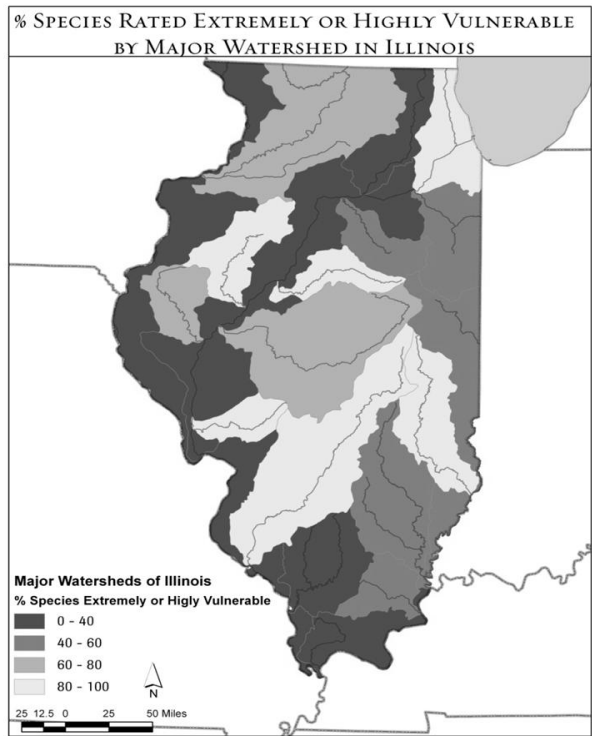 % Species Rated Extremely or Highly Vulnerable
by Major Watershed in Illinois
Major Watersheds of Illinois
% Species Extremely or Higly Vulnerable
0 - 40
40 - 60
60 - 80
80 - 100
N
25 12.5 0 25 50 Miles